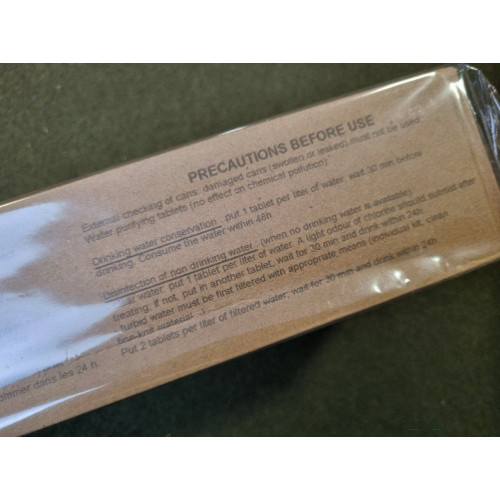 PRECAUTIONS BEFORE USE
External checking of cans: damaged cans (swollen or leaked) must not be used.
Water purifying tablets (no effect on chemical pollution):
Drinking water conservation: put 1 tablet per liter of water, wait 30 min before
drinking. Consume the water within 48h
Disinfection of non drinking water: (when no drinking water is available)
clear water: put 1 tablet per liter of water. A light odour of chlorine should subsist after
treating; if not, put in another tablet, wait for 30 min and drink within 24h.
Turbid water must be first filtered with appropriate means (individual kit, clean
fine-knit material
Put 2 tablets per liter of filtered water, wait for 30 min and drink within 24h
ommer dans les 24 h.